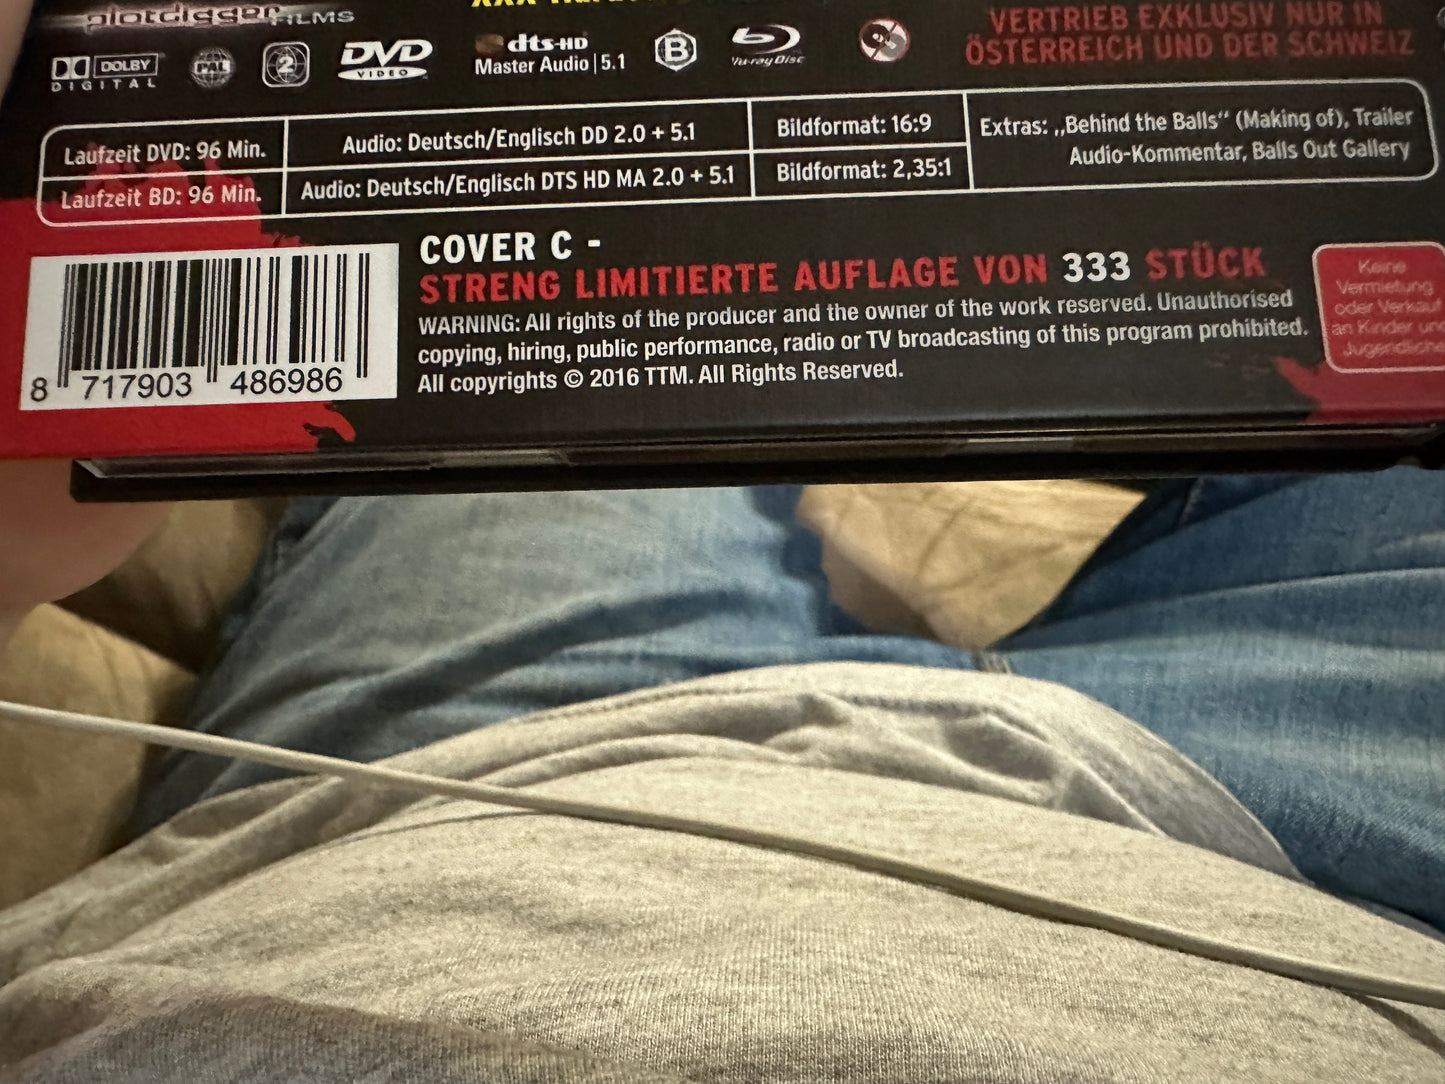 plotdigger FILMS
DOLBY
DIGITAL
PAL
2
DVD
VIDEO
dts-HD
Master Audio | 5.1
B
Blu-ray Disc
VERTRIEB EXKLUSIV NUR IN
ÖSTERREICH UND DER SCHWEIZ
Laufzeit DVD: 96 Min.
Audio: Deutsch/Englisch DD 2.0 + 5.1
Bildformat: 16:9
Laufzeit BD: 96 Min.
Audio: Deutsch/Englisch DTS HD MA 2.0 + 5.1
Bildformat: 2,35:1
Extras: „Behind the Balls“ (Making of), Trailer
Audio-Kommentar, Balls Out Gallery
COVER C -
STRENG LIMITIERTE AUFLAGE VON 333 STÜCK
WARNING: All rights of the producer and the owner of the work reserved. Unauthorised
copying, hiring, public performance, radio or TV broadcasting of this program prohibited.
All copyrights © 2016 TTM. All Rights Reserved.
8 717903 486986
Keine
Vermietung
oder Verkauf
an Kinder und
Jugendliche